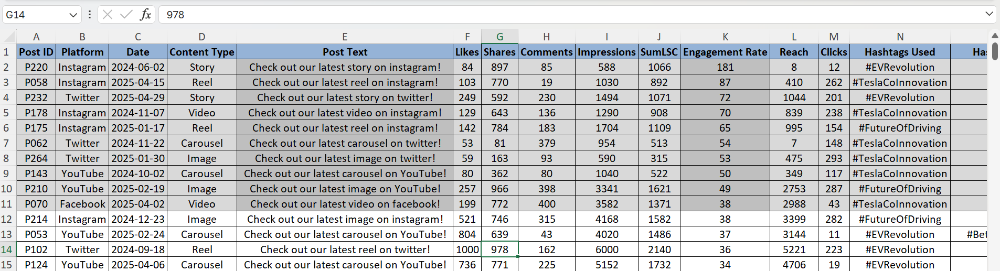 G14 fx 978
A B C D E F G H I J K L M N
1 Post ID Platform Date Content Type Post Text Likes Shares Comments Impressions SumLSC Engagement Rate Reach Clicks Hashtags Used Has
2 P220 Instagram 2024-06-02 Story Check out our latest story on instagram! 84 897 85 588 1066 181 8 12 #EVRevolution
3 P058 Instagram 2025-04-15 Reel Check out our latest reel on instagram! 103 770 19 1030 892 87 410 262 #TeslaCoInnovation
4 P232 Twitter 2025-04-29 Story Check out our latest story on twitter! 249 592 230 1494 1071 72 1044 201 #EVRevolution
5 P178 Instagram 2024-11-07 Video Check out our latest video on instagram! 129 643 136 1290 908 70 839 238 #TeslaCoInnovation
6 P175 Instagram 2025-01-17 Reel Check out our latest reel on instagram! 142 784 183 1704 1109 65 995 154 #FutureOfDriving
7 P062 Twitter 2024-11-22 Carousel Check out our latest carousel on twitter! 53 81 379 954 513 54 7 148 #TeslaCoInnovation
8 P264 Twitter 2025-01-30 Image Check out our latest image on twitter! 59 163 93 590 315 53 475 293 #TeslaCoInnovation
9 P143 YouTube 2024-10-02 Carousel Check out our latest carousel on YouTube! 80 362 80 1040 522 50 349 117 #TeslaCoInnovation
10 P210 YouTube 2025-02-19 Image Check out our latest image on YouTube! 257 966 398 3341 1621 49 2753 287 #FutureOfDriving
11 P070 Facebook 2025-04-02 Video Check out our latest video on facebook! 199 772 400 3582 1371 38 2988 43 #TeslaCoInnovation
12 P214 Instagram 2024-12-23 Image Check out our latest image on instagram! 521 746 315 4168 1582 38 3399 282 #FutureOfDriving
13 P053 YouTube 2025-02-24 Carousel Check out our latest carousel on YouTube! 804 639 43 4020 1486 37 3144 11 #EVRevolution #Bet
14 P102 Twitter 2024-09-18 Reel Check out our latest reel on twitter! 1000 978 162 6000 2140 36 5221 223 #EVRevolution
15 P124 YouTube 2025-04-06 Carousel Check out our latest carousel on YouTube! 736 771 225 5152 1732 34 4706 19 #EVRevolution